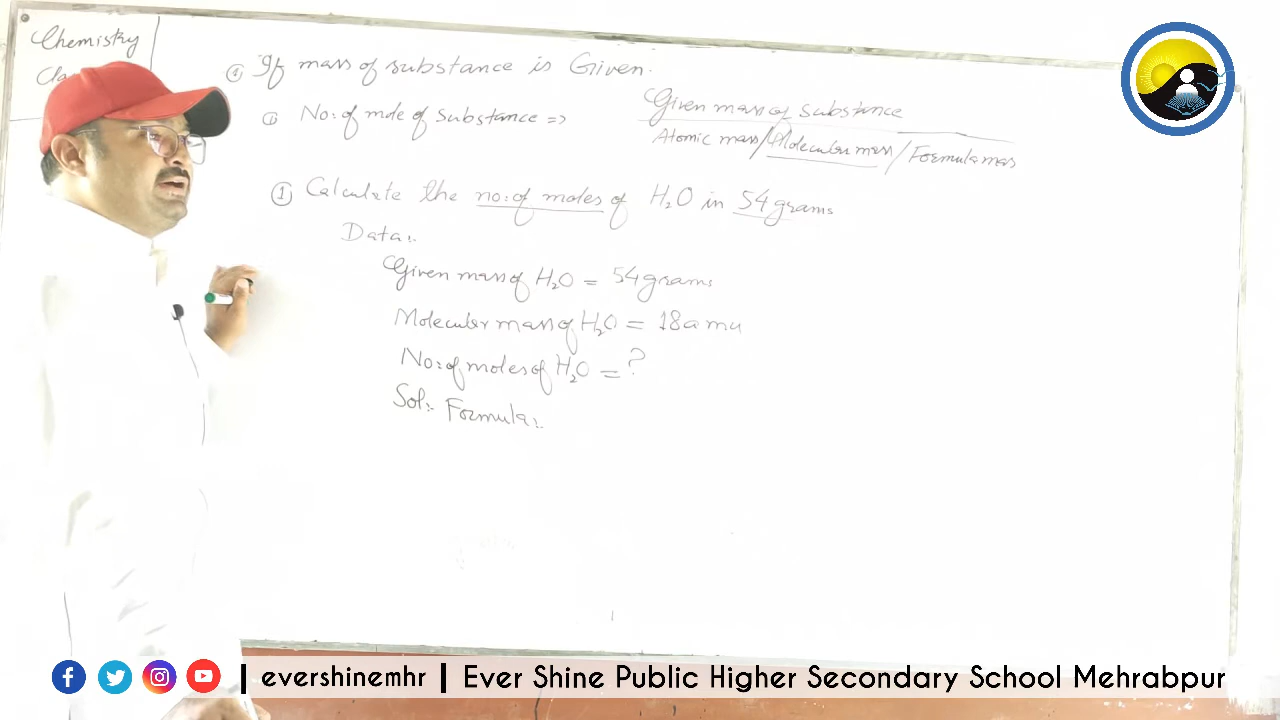 Chemistry
Cla
① If mass of substance is Given.
① No: of mole of substance => Given mass of substance
Atomic mass/Molecular mass/Formula mass
① Calculate the no: of moles of H₂O in 54 grams
Data:.
Given mass of H₂O = 54 grams
Molecular mass of H₂O = 18 amu
No: of moles of H₂O = ?
Sol:. Formula:.
| evershinemhr | Ever Shine Public Higher Secondary School Mehrabpur